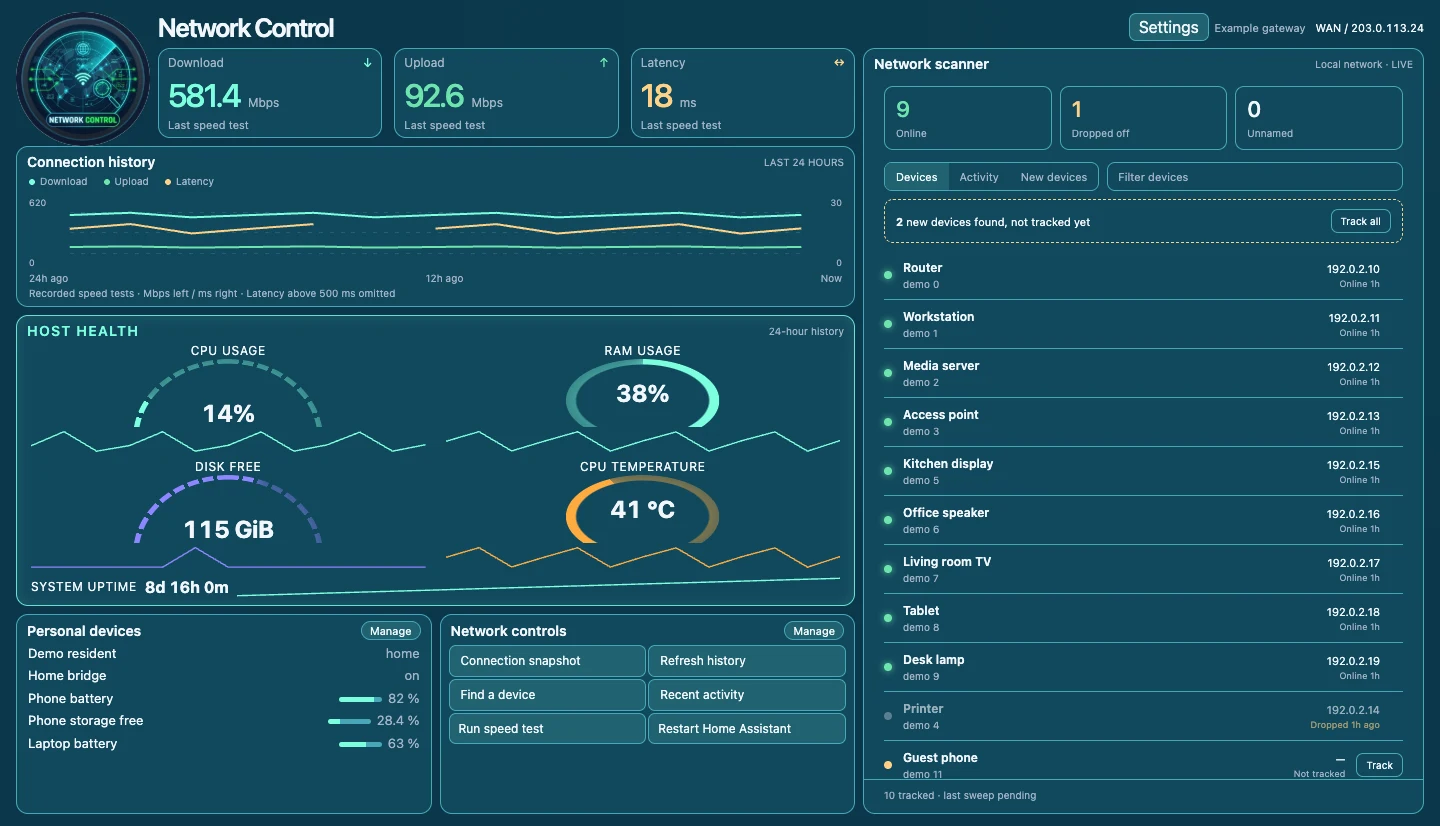 NETWORK CONTROL
Network Control
Settings
Example gateway
WAN / 203.0.113.24
Download ↓
581.4 Mbps
Last speed test
Upload ↑
92.6 Mbps
Last speed test
Latency ↔
18 ms
Last speed test
Connection history
LAST 24 HOURS
Download Upload Latency
620 30
0 0
24h ago 12h ago Now
Recorded speed tests · Mbps left / ms right · Latency above 500 ms omitted
HOST HEALTH
24-hour history
CPU USAGE
14%
RAM USAGE
38%
DISK FREE
115 GiB
CPU TEMPERATURE
41 °C
SYSTEM UPTIME 8d 16h 0m
Personal devices
Manage
Demo resident home
Home bridge on
Phone battery 82 %
Phone storage free 28.4 %
Laptop battery 63 %
Network controls
Manage
Connection snapshot
Refresh history
Find a device
Recent activity
Run speed test
Restart Home Assistant
Network scanner
Local network · LIVE
9
Online
1
Dropped off
0
Unnamed
Devices Activity New devices
Filter devices
2 new devices found, not tracked yet
Track all
Router 192.0.2.10
demo 0 Online 1h
Workstation 192.0.2.11
demo 1 Online 1h
Media server 192.0.2.12
demo 2 Online 1h
Access point 192.0.2.13
demo 3 Online 1h
Kitchen display 192.0.2.15
demo 5 Online 1h
Office speaker 192.0.2.16
demo 6 Online 1h
Living room TV 192.0.2.17
demo 7 Online 1h
Tablet 192.0.2.18
demo 8 Online 1h
Desk lamp 192.0.2.19
demo 9 Online 1h
Printer 192.0.2.14
demo 4 Dropped 1h ago
Guest phone —
demo 11 Not tracked
Track
10 tracked · last sweep pending